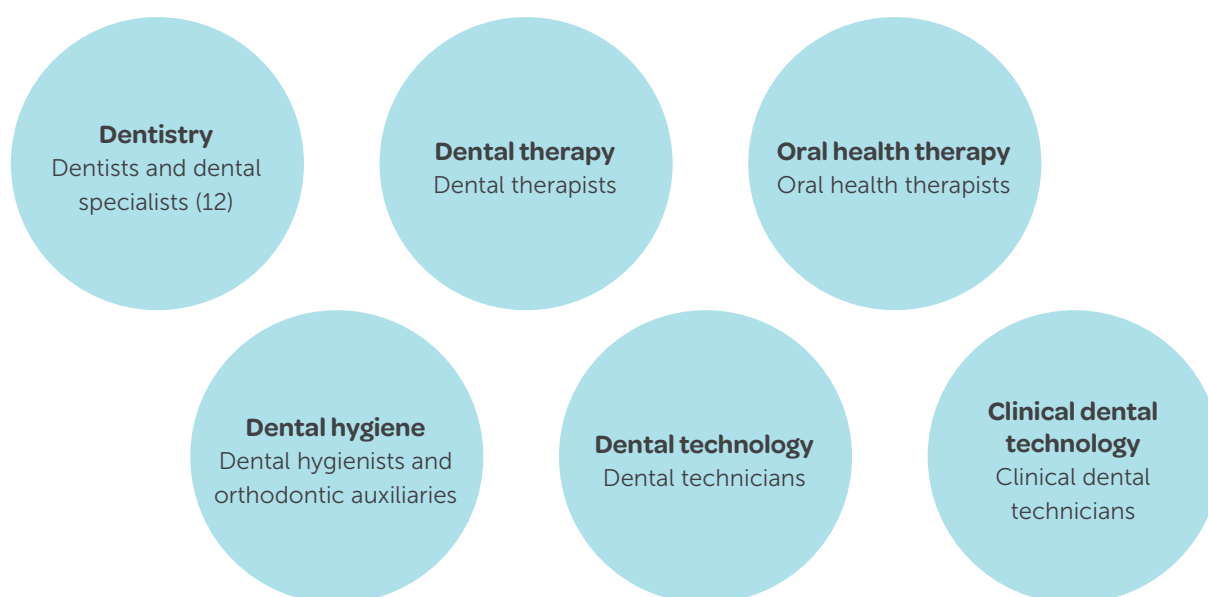 Dentistry
Dentists and dental
specialists (12)
Dental therapy
Dental therapists
Oral health therapy
Oral health therapists
Dental hygiene
Dental hygienists and
orthodontic auxiliaries
Dental technology
Dental technicians
Clinical dental
technology
Clinical dental
technicians